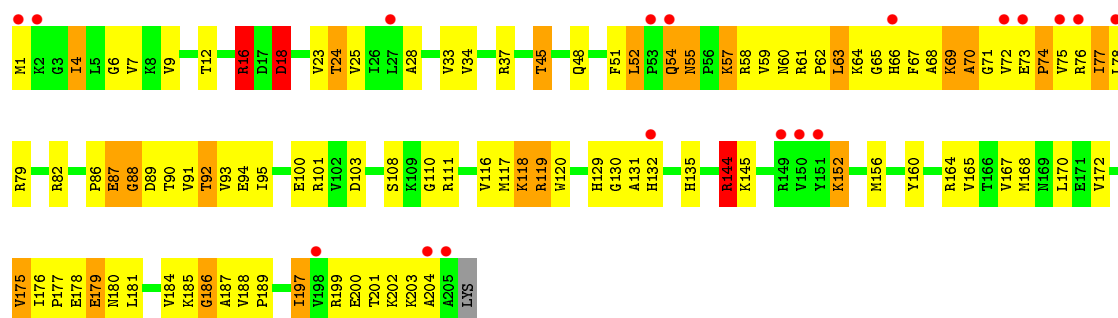 M1 K2 G3 I4 L5 G6 V7 K8 V9 T12 R16 D17 D18 V23 T24 V25 I26 L27 A28 V33 V34 R37 T45 Q48 F51 L52 P53 Q54 N55 P56 K57 R58 V59 N60 R61 P62 L63 K64 G65 H66 F67 A68 K69 A70 G71 V72 E73 P74 V75 R76 I77
R79 R82 P86 E87 G88 D89 T90 V91 T92 V93 E94 I95 E100 R101 V102 D103 S108 K109 G110 R111 V116 M117 K118 R119 W120 H129 G130 A131 H132 H135 R144 K145 R149 V150 Y151 K152 M156 Y160 R164 V165 T166 V167 M168 N169 L170 E171 V172
V175 I176 P177 E178 E179 N180 L181 V184 K185 G186 A187 V188 P189 I197 V198 R199 E200 T201 K202 K203 A204 A205 LYS